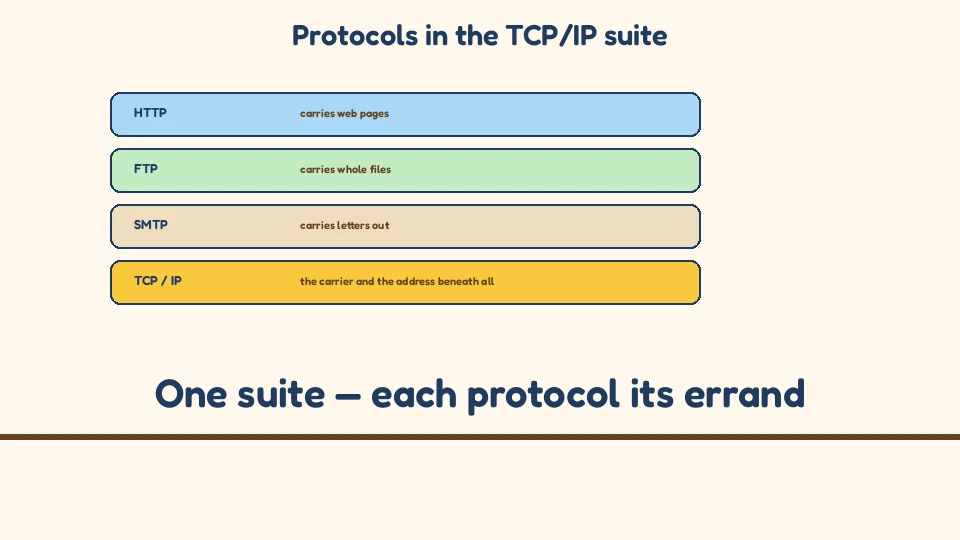 Protocols in the TCP/IP suite
HTTP carries web pages
FTP carries whole files
SMTP carries letters out
TCP / IP the carrier and the address beneath all
One suite — each protocol its errand